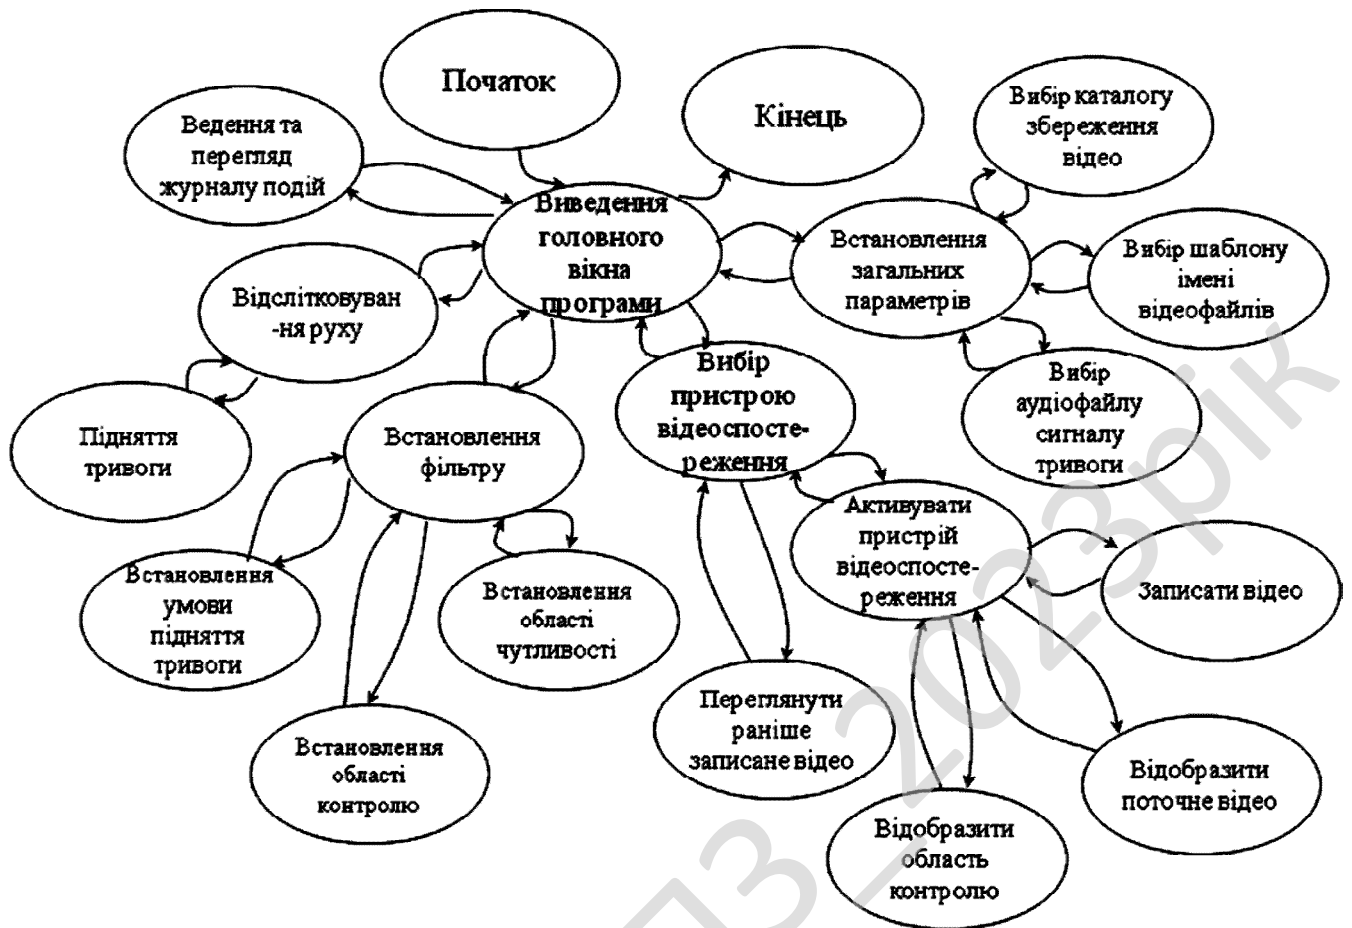 Початок
Кінець
Вибір каталогу
збереження
відео
Ведення та
перегляд
журналу подій
Виведення
головного
вікна
програми
Встановлення
загальних
параметрів
Вибір шаблону
імені
відеофайлів
Відслітковуван
-ня руху
Вибір
пристрою
відеоспосте-
реження
Вибір
аудіофайлу
сигналу
тривоги
Підняття
тривоги
Встановлення
фільтру
Активувати
пристрій
відеоспосте-
реження
Встановлення
умови
підняття
тривоги
Встановлення
області
чутливості
Записати відео
Переглянути
раніше
записане відео
Встановлення
області
контролю
Відобразити
поточне відео
Відобразити
область
контролю
ПЗ_2023рік